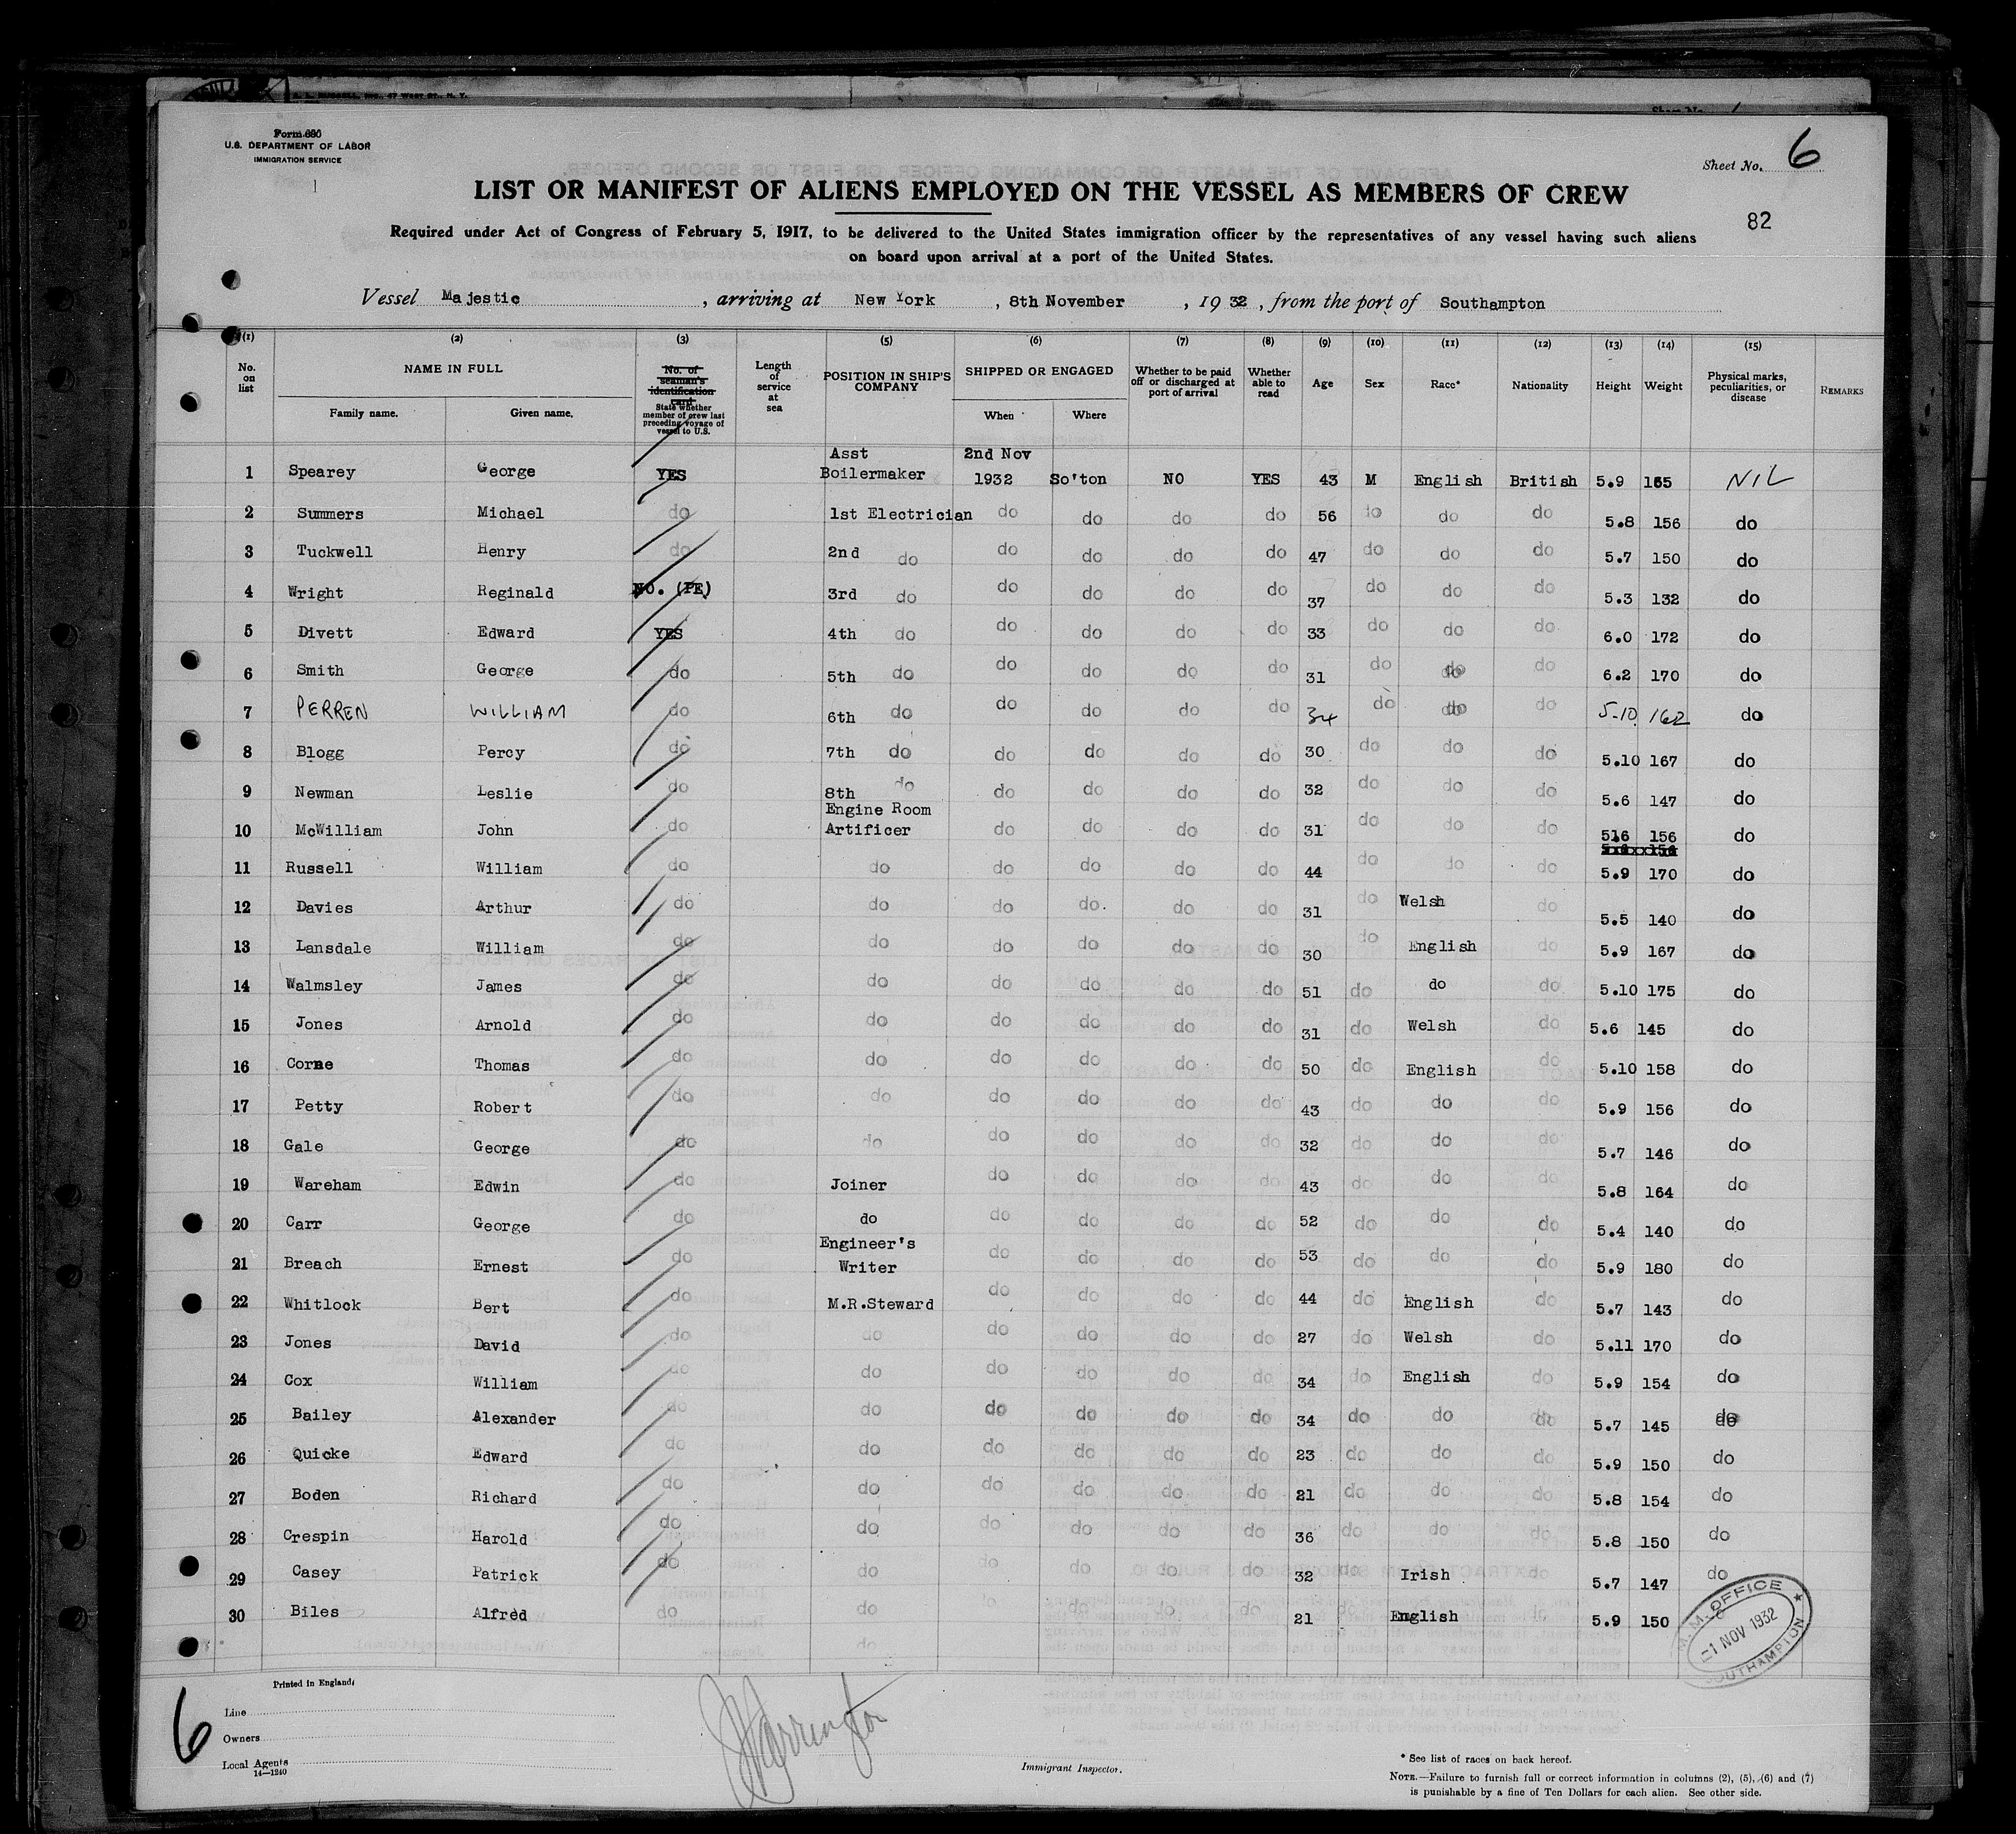 Form 680
U.S. DEPARTMENT OF LABOR
IMMIGRATION SERVICE
Sheet No. 6
LIST OR MANIFEST OF ALIENS EMPLOYED ON THE VESSEL AS MEMBERS OF CREW
82
Required under Act of Congress of February 5, 1917, to be delivered to the United States immigration officer by the representatives of any vessel having such aliens
on board upon arrival at a port of the United States.
Vessel Majestic, arriving at New York, 8th November, 1932, from the port of Southampton
(1) (2) (3) (5) (6) (7) (8) (9) (10) (11) (12) (13) (14) (15)
No. on list NAME IN FULL Family name. Given name. No. of seaman's identification card State whether member of crew last preceding voyage of vessel to U.S. Length of service at sea POSITION IN SHIP'S COMPANY SHIPPED OR ENGAGED When Where Whether to be paid off or discharged at port of arrival Whether able to read Age Sex Race* Nationality Height Weight Physical marks, peculiarities, or disease REMARKS
1 Spearey George YES Asst Boilermaker 2nd Nov 1932 So'ton NO YES 43 M English British 5.9 165 NIL
2 Summers Michael do 1st Electrician do do do do 56 do do do 5.8 156 do
3 Tuckwell Henry do 2nd do do do do do 47 do do do 5.7 150 do
4 Wright Reginald NO. (PE) 3rd do do do do do 37 do do do 5.3 132 do
5 Divett Edward YES 4th do do do do do 33 do do do 6.0 172 do
6 Smith George do 5th do do do do do 31 do do do 6.2 170 do
7 PERREN WILLIAM do 6th do do do do do 34 do do do 5-10 162 do
8 Blogg Percy do 7th do do do do do 30 do do do 5.10 167 do
9 Newman Leslie do 8th do do do do do 32 do do do 5.6 147 do
10 McWilliam John do Engine Room Artificer do do do do 31 do do do 516 156 do
11 Russell William do do do do do do 44 do do do 5.9 170 do
12 Davies Arthur do do do do. do do 31 do Welsh do 5.5 140 do
13 Lansdale William do do do do do do 30 do English do 5.9 167 do
14 Walmsley James do do do do do do 51 do do do 5.10 175 do
15 Jones Arnold do do do do do do 31 do Welsh do 5.6 145 do
16 Corne Thomas do do do do do do 50 do English do 5.10 158 do
17 Petty Robert do do do do do do 43 do do do 5.9 156 do
18 Gale George do do do do do do 32 do do do 5.7 146 do
19 Wareham Edwin do Joiner do do do do 43 do do do 5.8 164 do
20 Carr George do do do do do do 52 do do do 5.4 140 do
21 Breach Ernest do Engineer's Writer do do do do 53 do do do 5.9 180 do
22 Whitlock Bert do M.R.Steward do do do do 44 do English do 5.7 143 do
23 Jones David do do do do do do 27 do Welsh do 5.11 170 do
24 Cox William do do do do do do 34 do English do 5.9 154 do
25 Bailey Alexander do do do do do do 34 do do do 5.7 145 do
26 Quicke Edward do do do do do do 23 do do do 5.9 150 do
27 Boden Richard do do do do do do 21 do do do 5.8 154 do
28 Crespin Harold do do do do do do 36 do do do 5.8 150 do
29 Casey Patrick do do do do do do 32 do Irish do 5.7 147 do
30 Biles Alfred do do do do do do 21 do English do 5.9 150
do
M. M. OFFICE
1 NOV 1932
SOUTHAMPTON
Printed in England.
6
Line
Owners
Local Agents
14—1240
Immigrant Inspector.
* See list of races on back hereof.
NOTE.—Failure to furnish full or correct information in columns (2), (5), (6) and (7)
is punishable by a fine of Ten Dollars for each alien. See other side.